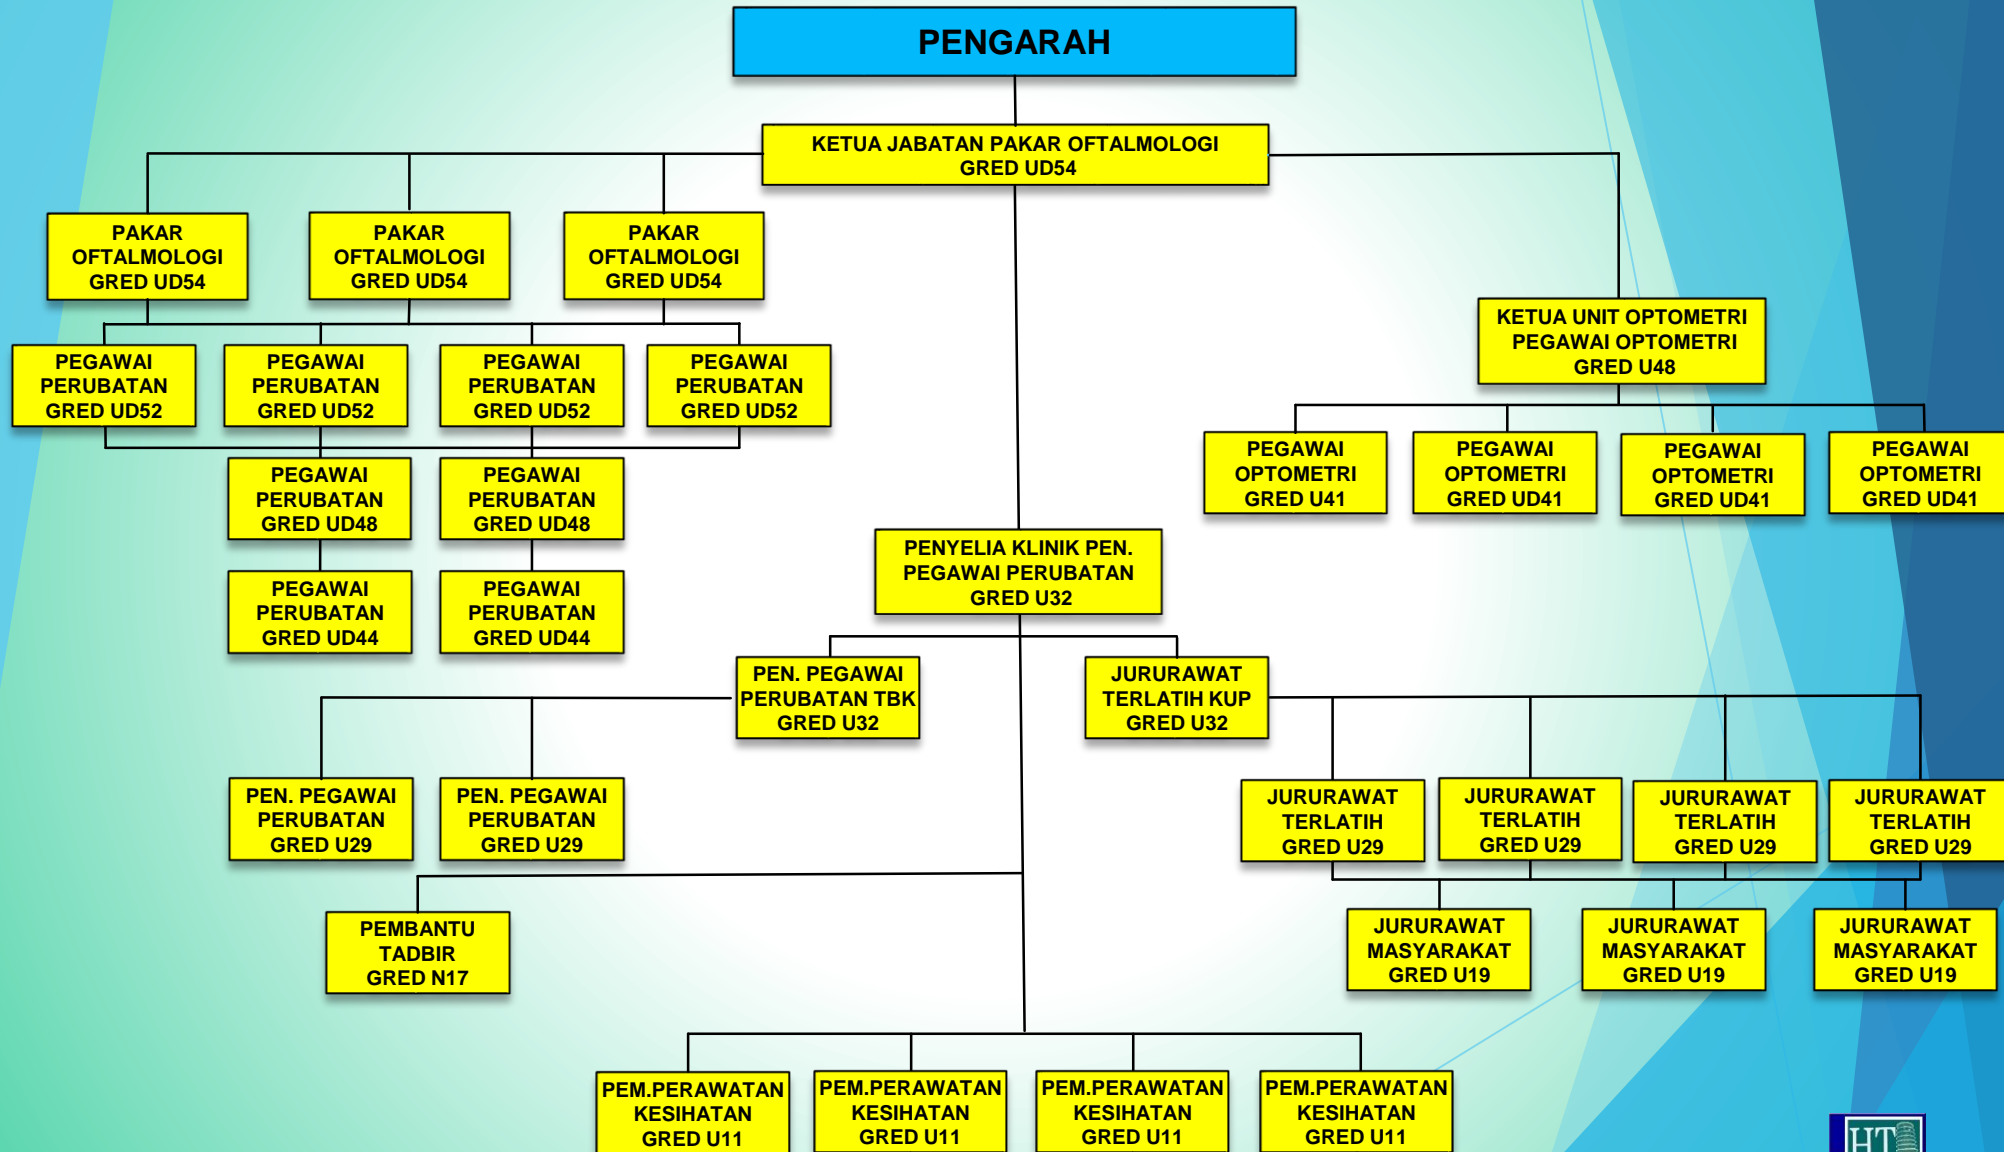 PENGARAH
KETUA JABATAN PAKAR OFTALMOLOGI
GRED UD54
PAKAR
OFTALMOLOGI
GRED UD54
PAKAR
OFTALMOLOGI
GRED UD54
PAKAR
OFTALMOLOGI
GRED UD54
KETUA UNIT OPTOMETRI
PEGAWAI OPTOMETRI
GRED U48
PEGAWAI
PERUBATAN
GRED UD52
PEGAWAI
PERUBATAN
GRED UD52
PEGAWAI
PERUBATAN
GRED UD52
PEGAWAI
PERUBATAN
GRED UD52
PEGAWAI
OPTOMETRI
GRED U41
PEGAWAI
OPTOMETRI
GRED UD41
PEGAWAI
OPTOMETRI
GRED UD41
PEGAWAI
OPTOMETRI
GRED UD41
PEGAWAI
PERUBATAN
GRED UD48
PEGAWAI
PERUBATAN
GRED UD48
PENYELIA KLINIK PEN.
PEGAWAI PERUBATAN
GRED U32
PEGAWAI
PERUBATAN
GRED UD44
PEGAWAI
PERUBATAN
GRED UD44
PEN. PEGAWAI
PERUBATAN TBK
GRED U32
JURURAWAT
TERLATIH KUP
GRED U32
PEN. PEGAWAI
PERUBATAN
GRED U29
PEN. PEGAWAI
PERUBATAN
GRED U29
JURURAWAT
TERLATIH
GRED U29
JURURAWAT
TERLATIH
GRED U29
JURURAWAT
TERLATIH
GRED U29
JURURAWAT
TERLATIH
GRED U29
PEMBANTU
TADBIR
GRED N17
JURURAWAT
MASYARAKAT
GRED U19
JURURAWAT
MASYARAKAT
GRED U19
JURURAWAT
MASYARAKAT
GRED U19
PEM.PERAWATAN
KESIHATAN
GRED U11
PEM.PERAWATAN
KESIHATAN
GRED U11
PEM.PERAWATAN
KESIHATAN
GRED U11
PEM.PERAWATAN
KESIHATAN
GRED U11
HT